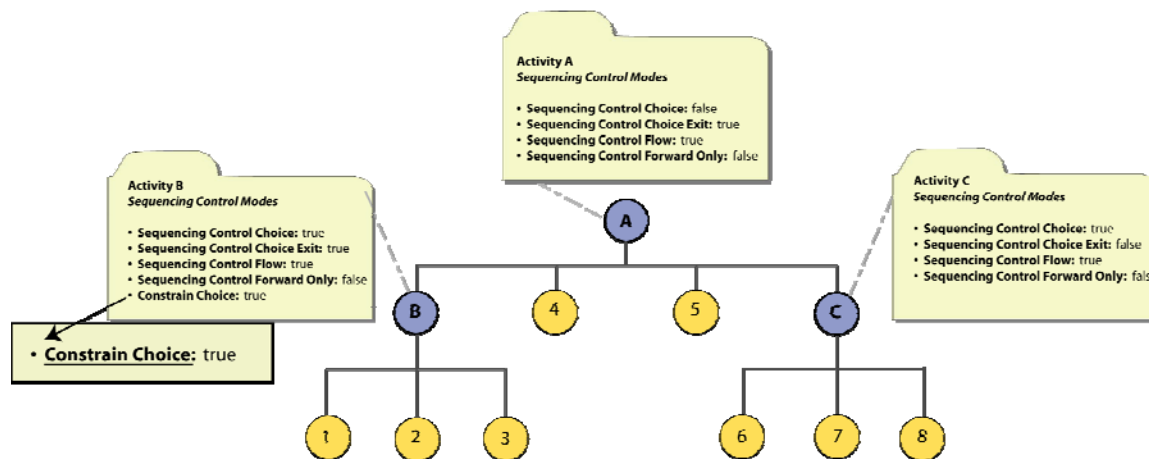 Activity A
Sequencing Control Modes
• Sequencing Control Choice: false
• Sequencing Control Choice Exit: true
• Sequencing Control Flow: true
• Sequencing Control Forward Only: false
Activity B
Sequencing Control Modes
• Sequencing Control Choice: true
• Sequencing Control Choice Exit: true
• Sequencing Control Flow: true
• Sequencing Control Forward Only: false
• Constrain Choice: true
• Constrain Choice: true
Activity C
Sequencing Control Modes
• Sequencing Control Choice: true
• Sequencing Control Choice Exit: false
• Sequencing Control Flow: true
• Sequencing Control Forward Only: fals
A
B
4
5
C
1
2
3
6
7
8